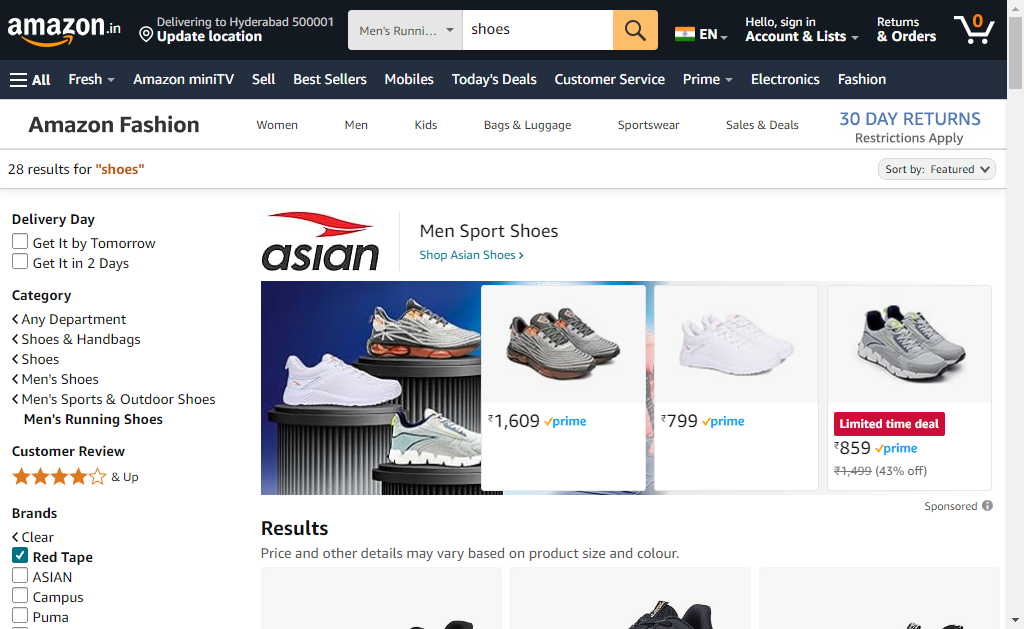 amazon.in
Delivering to Hyderabad 500001
Update location
Men's Runni...
shoes
EN
Hello, sign in
Account & Lists
Returns
& Orders
0
All
Fresh
Amazon miniTV
Sell
Best Sellers
Mobiles
Today's Deals
Customer Service
Prime
Electronics
Fashion
Amazon Fashion
Women
Men
Kids
Bags & Luggage
Sportswear
Sales & Deals
30 DAY RETURNS
Restrictions Apply
28 results for "shoes"
Sort by: Featured
Delivery Day
Get It by Tomorrow
Get It in 2 Days
Category
Any Department
Shoes & Handbags
Shoes
Men's Shoes
Men's Sports & Outdoor Shoes
Men's Running Shoes
Customer Review
& Up
Brands
Clear
Red Tape
ASIAN
Campus
Puma
asian
Men Sport Shoes
Shop Asian Shoes ›
₹1,609 prime
₹799 prime
Limited time deal
₹859 prime
₹1,499 (43% off)
Sponsored
Results
Price and other details may vary based on product size and colour.